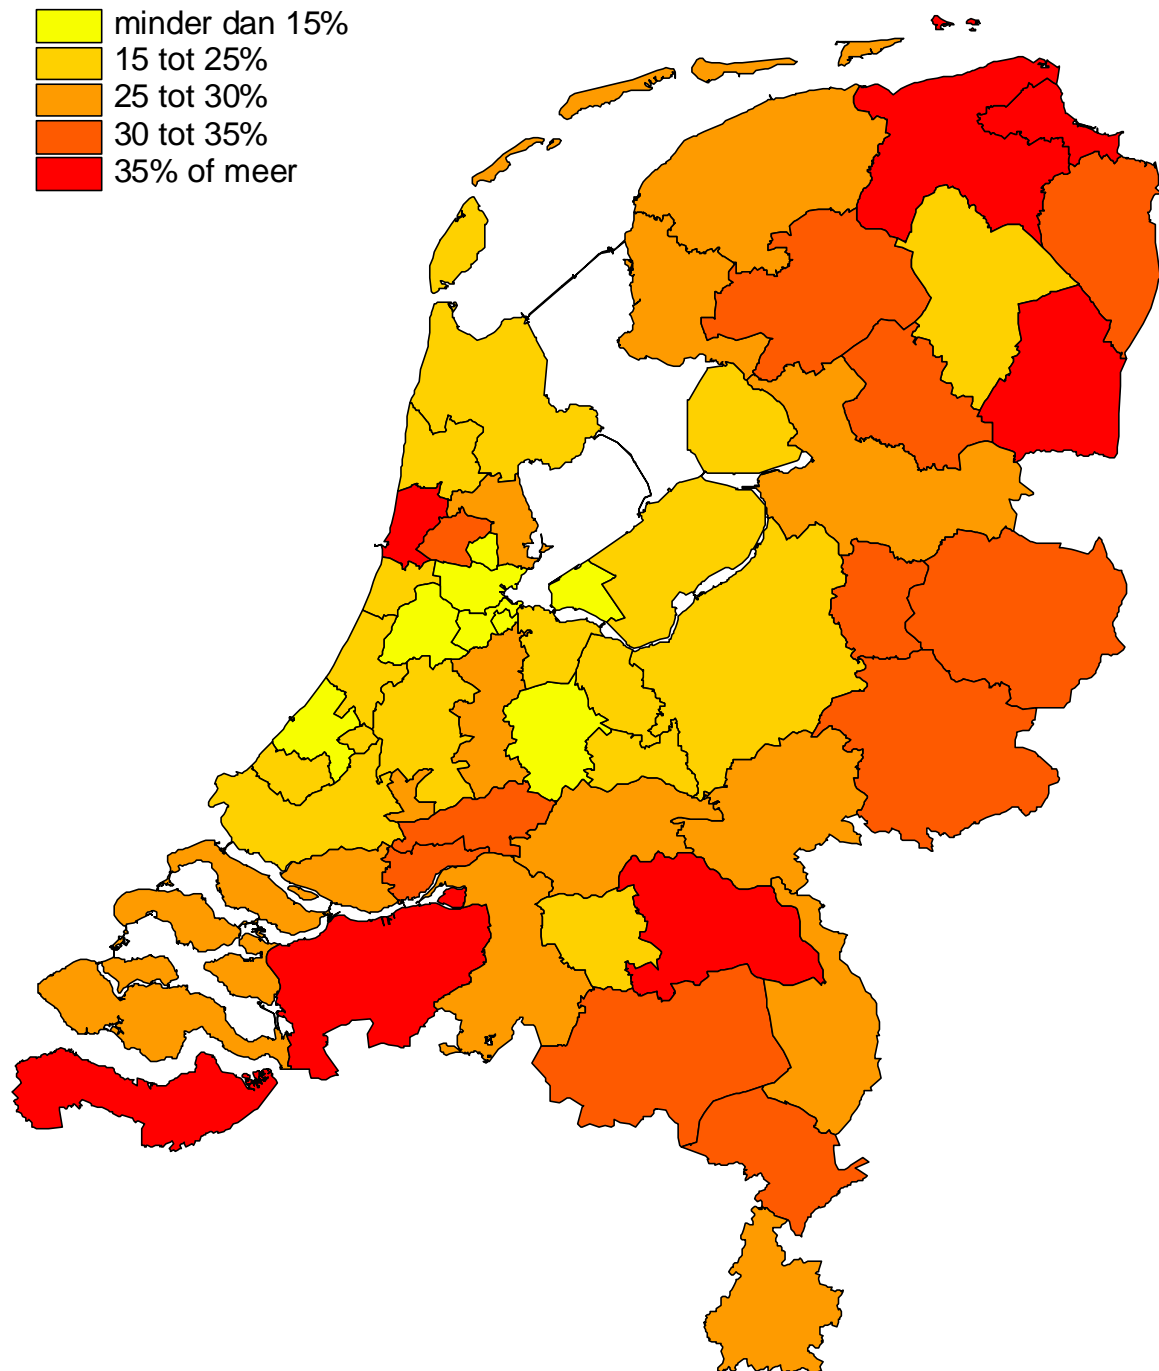 minder dan 15%
15 tot 25%
25 tot 30%
30 tot 35%
35% of meer